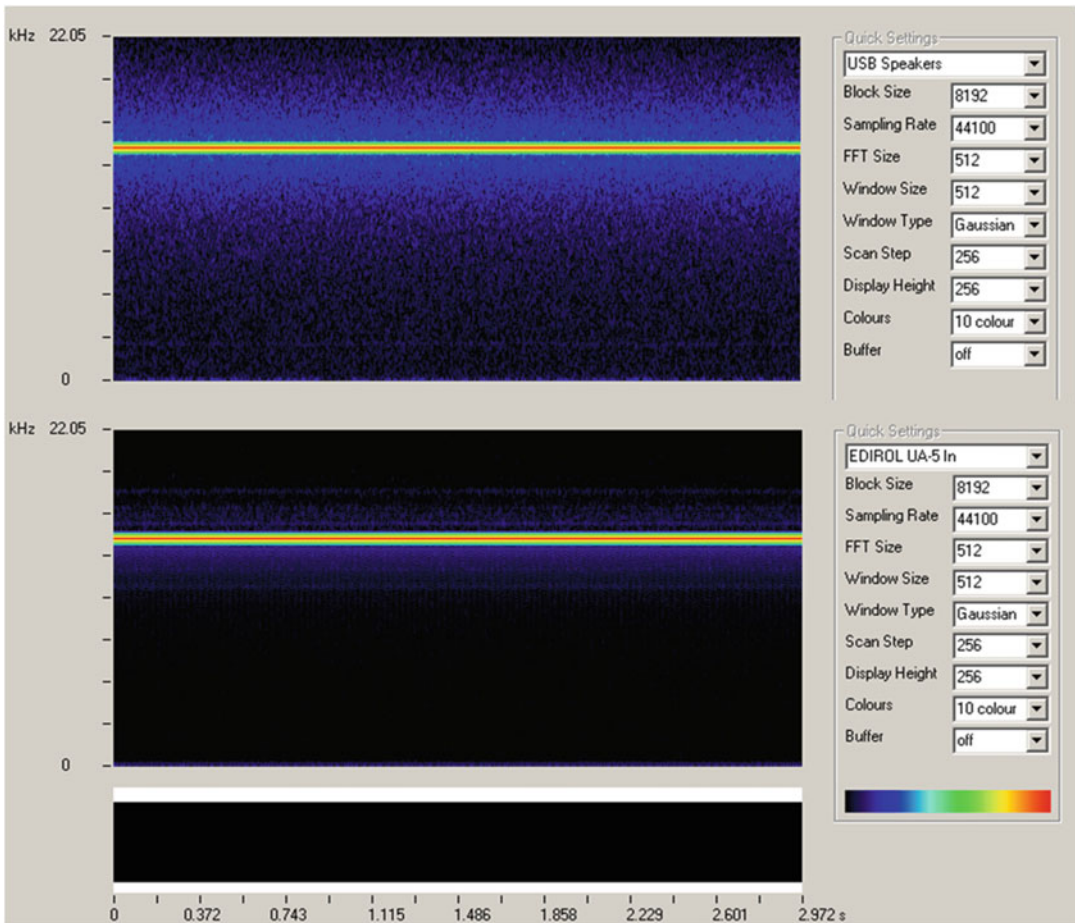 kHz 22.05
0
Quick Settings
USB Speakers
Block Size 8192
Sampling Rate 44100
FFT Size 512
Window Size 512
Window Type Gaussian
Scan Step 256
Display Height 256
Colours 10 colour
Buffer off
kHz 22.05
0
Quick Settings
EDIROL UA-5 In
Block Size 8192
Sampling Rate 44100
FFT Size 512
Window Size 512
Window Type Gaussian
Scan Step 256
Display Height 256
Colours 10 colour
Buffer off
0 0.372 0.743 1.115 1.486 1.858 2.229 2.601 2.972 s